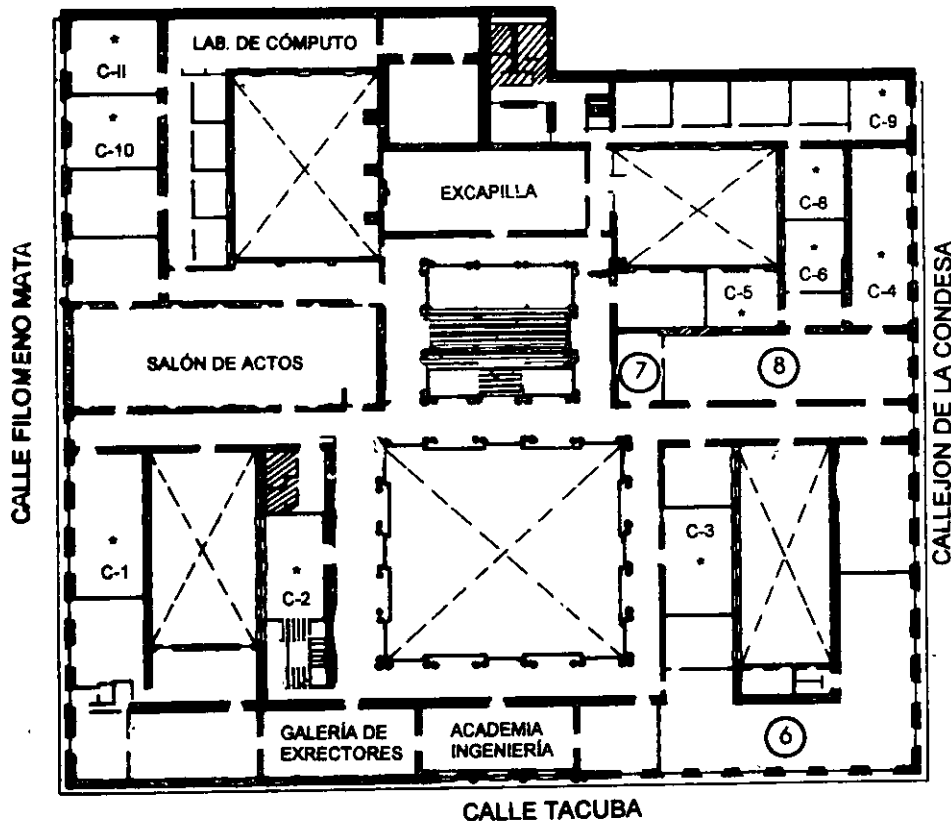 LAB. DE CÓMPUTO
*
C-II
*
C-10
*
C-9
EXCAPILLA
*
C-8
*
C-6
*
C-4
C-5
*
CALLE FILOMENO MATA
SALÓN DE ACTOS
7
8
CALLEJON DE LA CONDESA
*
C-1
*
C-2
C-3
*
GALERÍA DE
EXRECTORES
ACADEMIA
INGENIERÍA
6
CALLE TACUBA